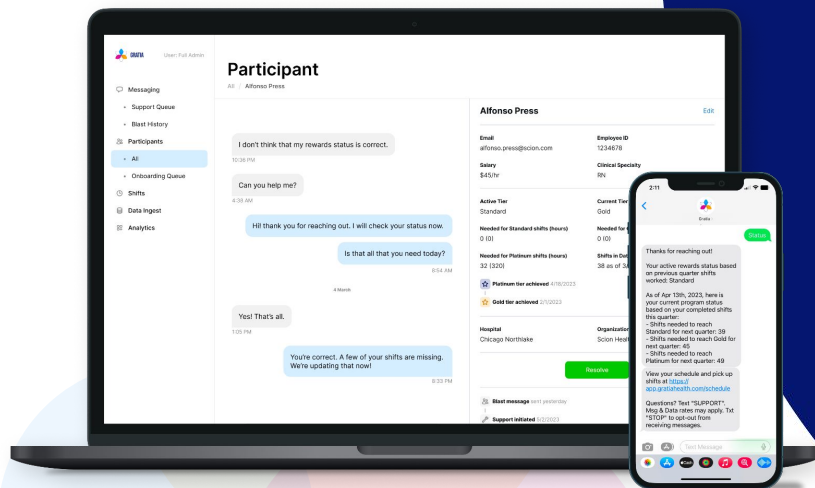 GRATIA
User: Full Admin
Messaging
Support Queue
Blast History
Participants
All
Onboarding Queue
Shifts
Data Ingest
Analytics
Participant
All / Alfonso Press
I don't think that my rewards status is correct.
10:36 PM
Can you help me?
4:39 AM
Hi! thank you for reaching out. I will check your status now.
Is that all that you need today?
8:54 AM
4 March
Yes! That's all.
1:05 PM
You're correct. A few of your shifts are missing.
We're updating that now!
8:33 PM
Alfonso Press
Edit
Email
alfonso.press@scion.com
Employee ID
1234678
Salary
$45/hr
Clinical Specialty
RN
Active Tier
Standard
Current Tier
Gold
Needed for Standard shifts (hours)
0 (0)
Needed for
0 (0)
Needed for Platinum shifts (hours)
32 (320)
Shifts in Dat
38 as of 3/
Platinum tier achieved 4/16/2023
Gold tier achieved 2/1/2023
Hospital
Chicago Northlake
Organization
Scion Heal
Resolve
Blast message sent yesterday
Support initiated 5/2/2023
2:11
Gratia
Status
Thanks for reaching out!
Your active rewards status based
on previous quarter shifts
worked: Standard
As of Apr 13th, 2023, here is
your current program status
based on your completed shifts
this quarter:
- Shifts needed to reach
Standard for next quarter: 39
- Shifts needed to reach Gold for
next quarter: 45
- Shifts needed to reach
Platinum for next quarter: 49
View your schedule and pick up
shifts at https://
app.gratiahealth.com/schedule
Questions? Text "SUPPORT".
Msg & Data rates may apply. Txt
"STOP" to opt-out from
receiving messages.
Text Message
Cash